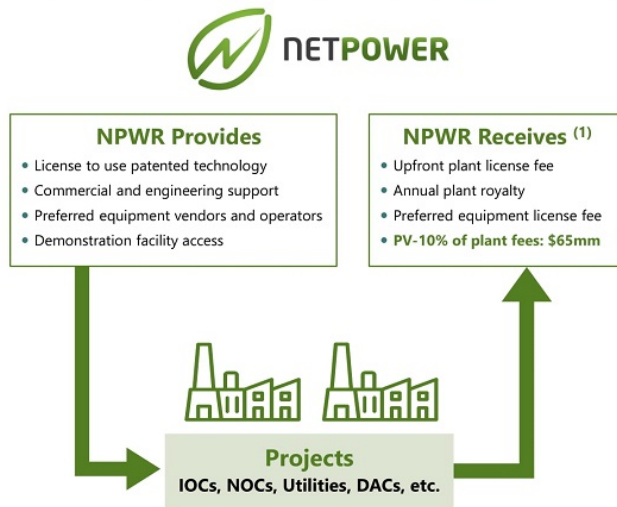 NETPOWER
NPWR Provides
• License to use patented technology
• Commercial and engineering support
• Preferred equipment vendors and operators
• Demonstration facility access
NPWR Receives (1)
• Upfront plant license fee
• Annual plant royalty
• Preferred equipment license fee
• PV-10% of plant fees: $65mm
Projects
IOCs, NOCs, Utilities, DACs, etc.